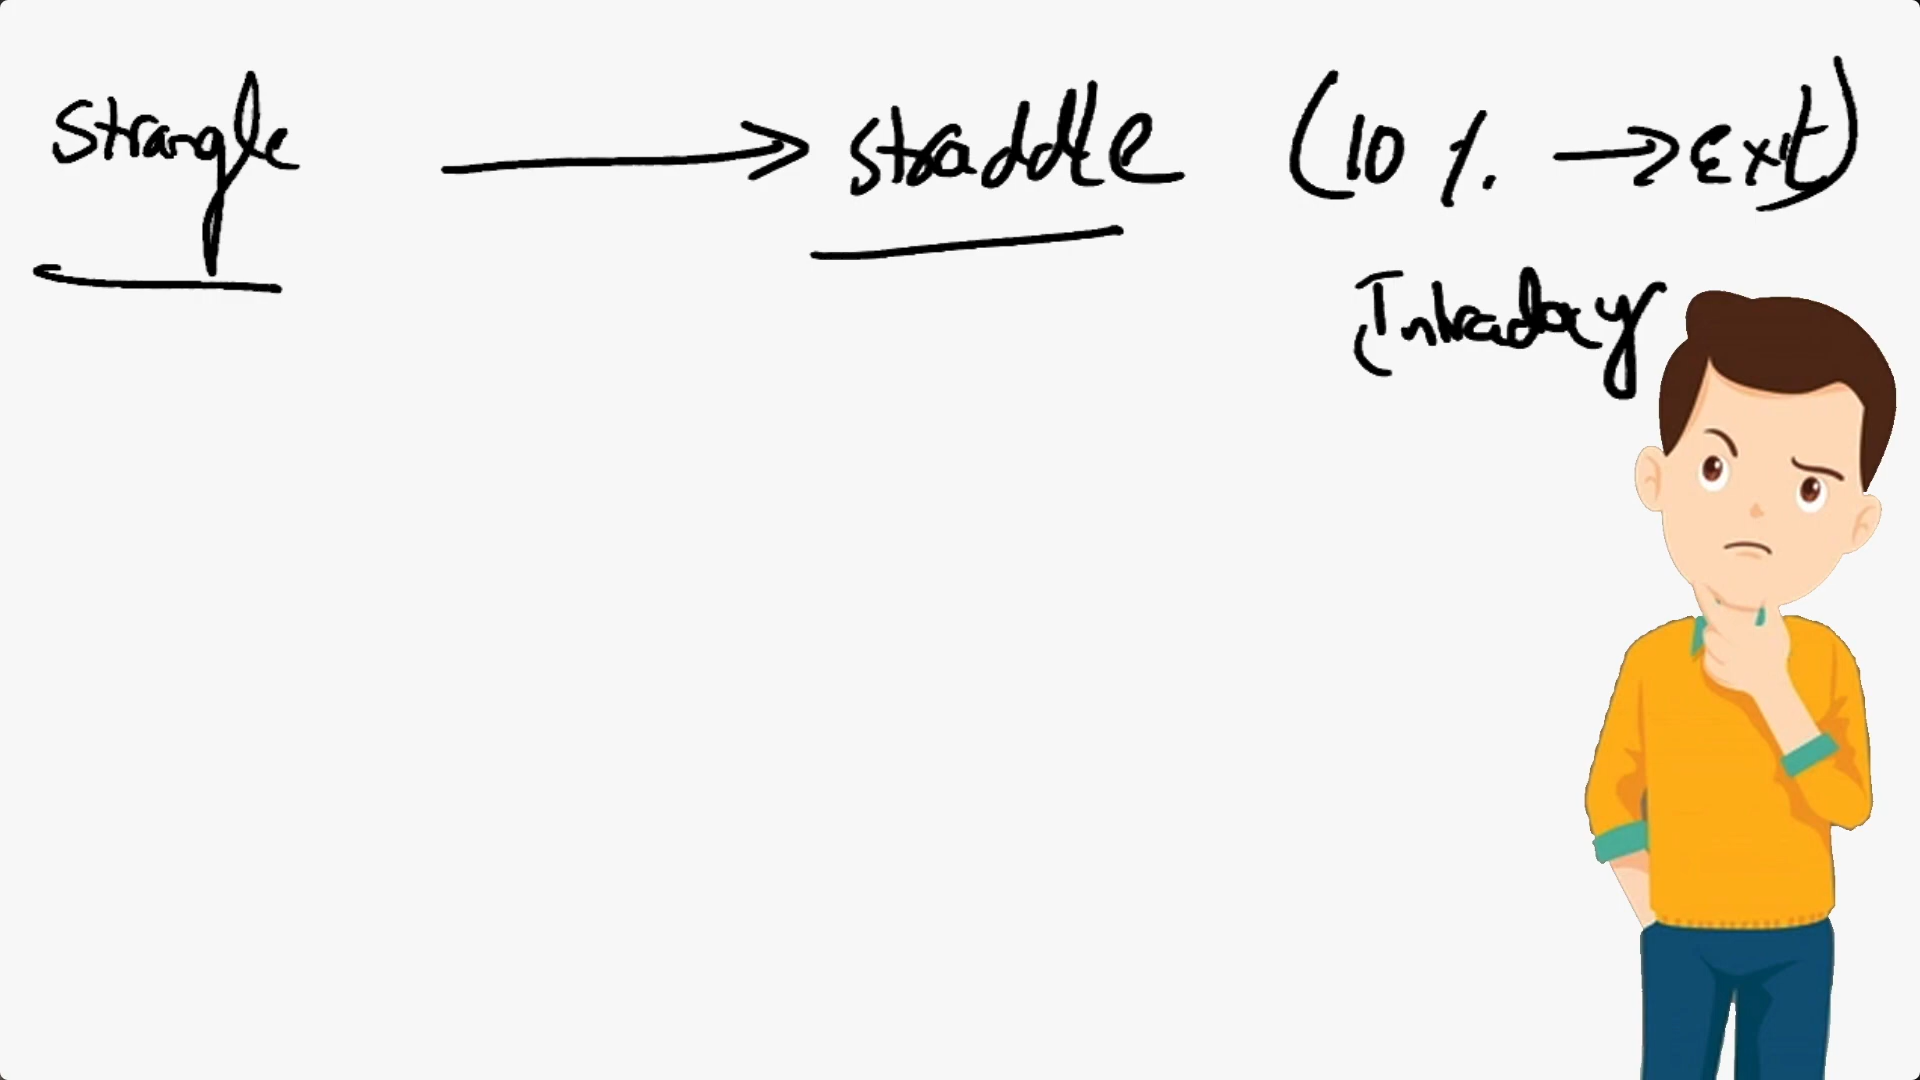 Strangle → Straddle (10 % → Exit)
Intraday